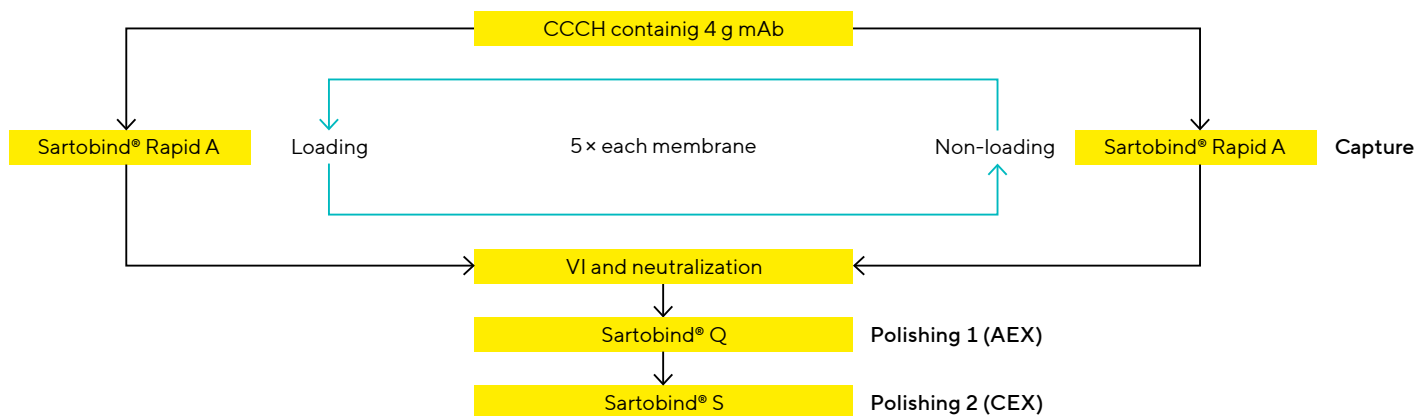 CCCH containig 4 g mAb
Sartobind® Rapid A
Loading
5 × each membrane
Non-loading
Sartobind® Rapid A
Capture
VI and neutralization
Sartobind® Q
Polishing 1 (AEX)
Sartobind® S
Polishing 2 (CEX)